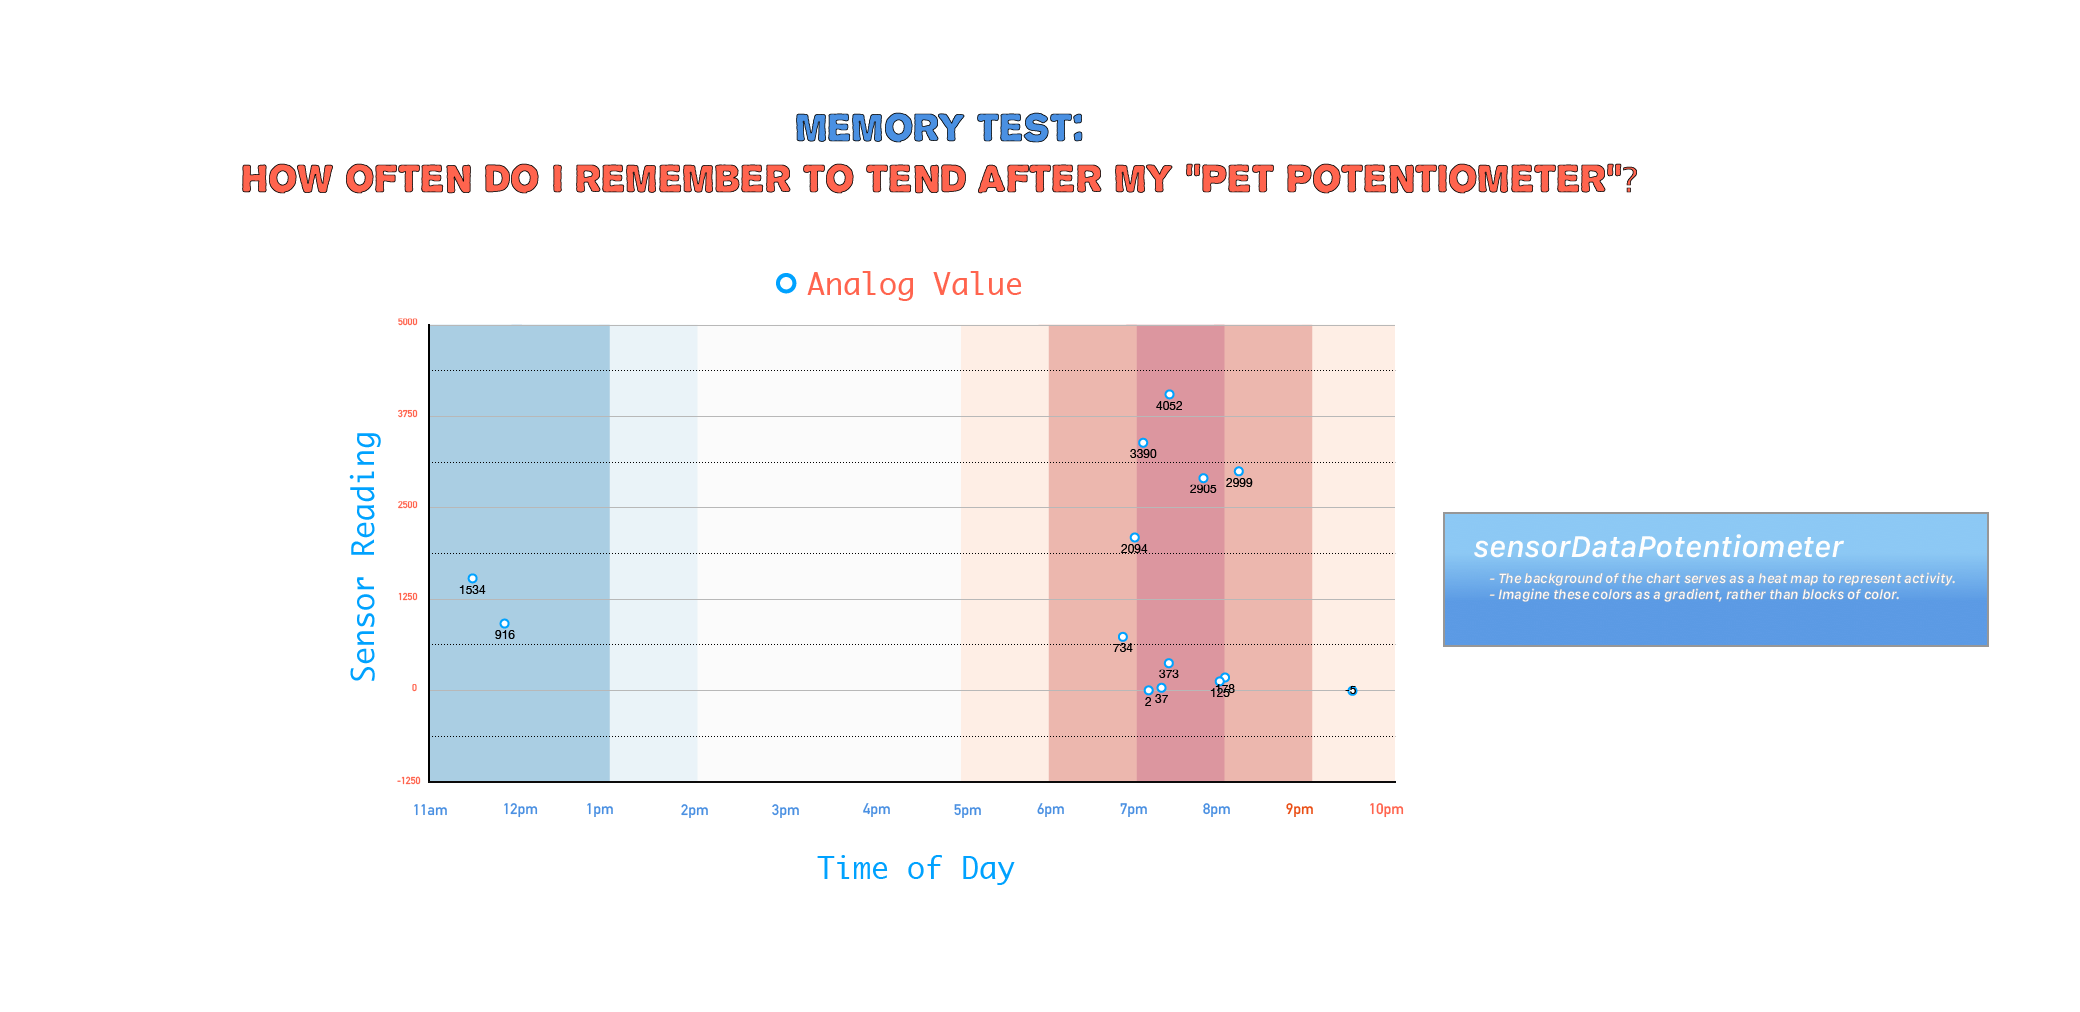 MEMORY TEST:
HOW OFTEN DO I REMEMBER TO TEND AFTER MY "PET POTENTIOMETER"?
Analog Value
5000
3750
2500
1250
0
-1250
Sensor Reading
4052
3390
2905
2999
2094
1534
916
734
373
178
125
2
37
-5
11am
12pm
1pm
2pm
3pm
4pm
5pm
6pm
7pm
8pm
9pm
10pm
Time of Day
sensorDataPotentiometer
- The background of the chart serves as a heat map to represent activity.
- Imagine these colors as a gradient, rather than blocks of color.